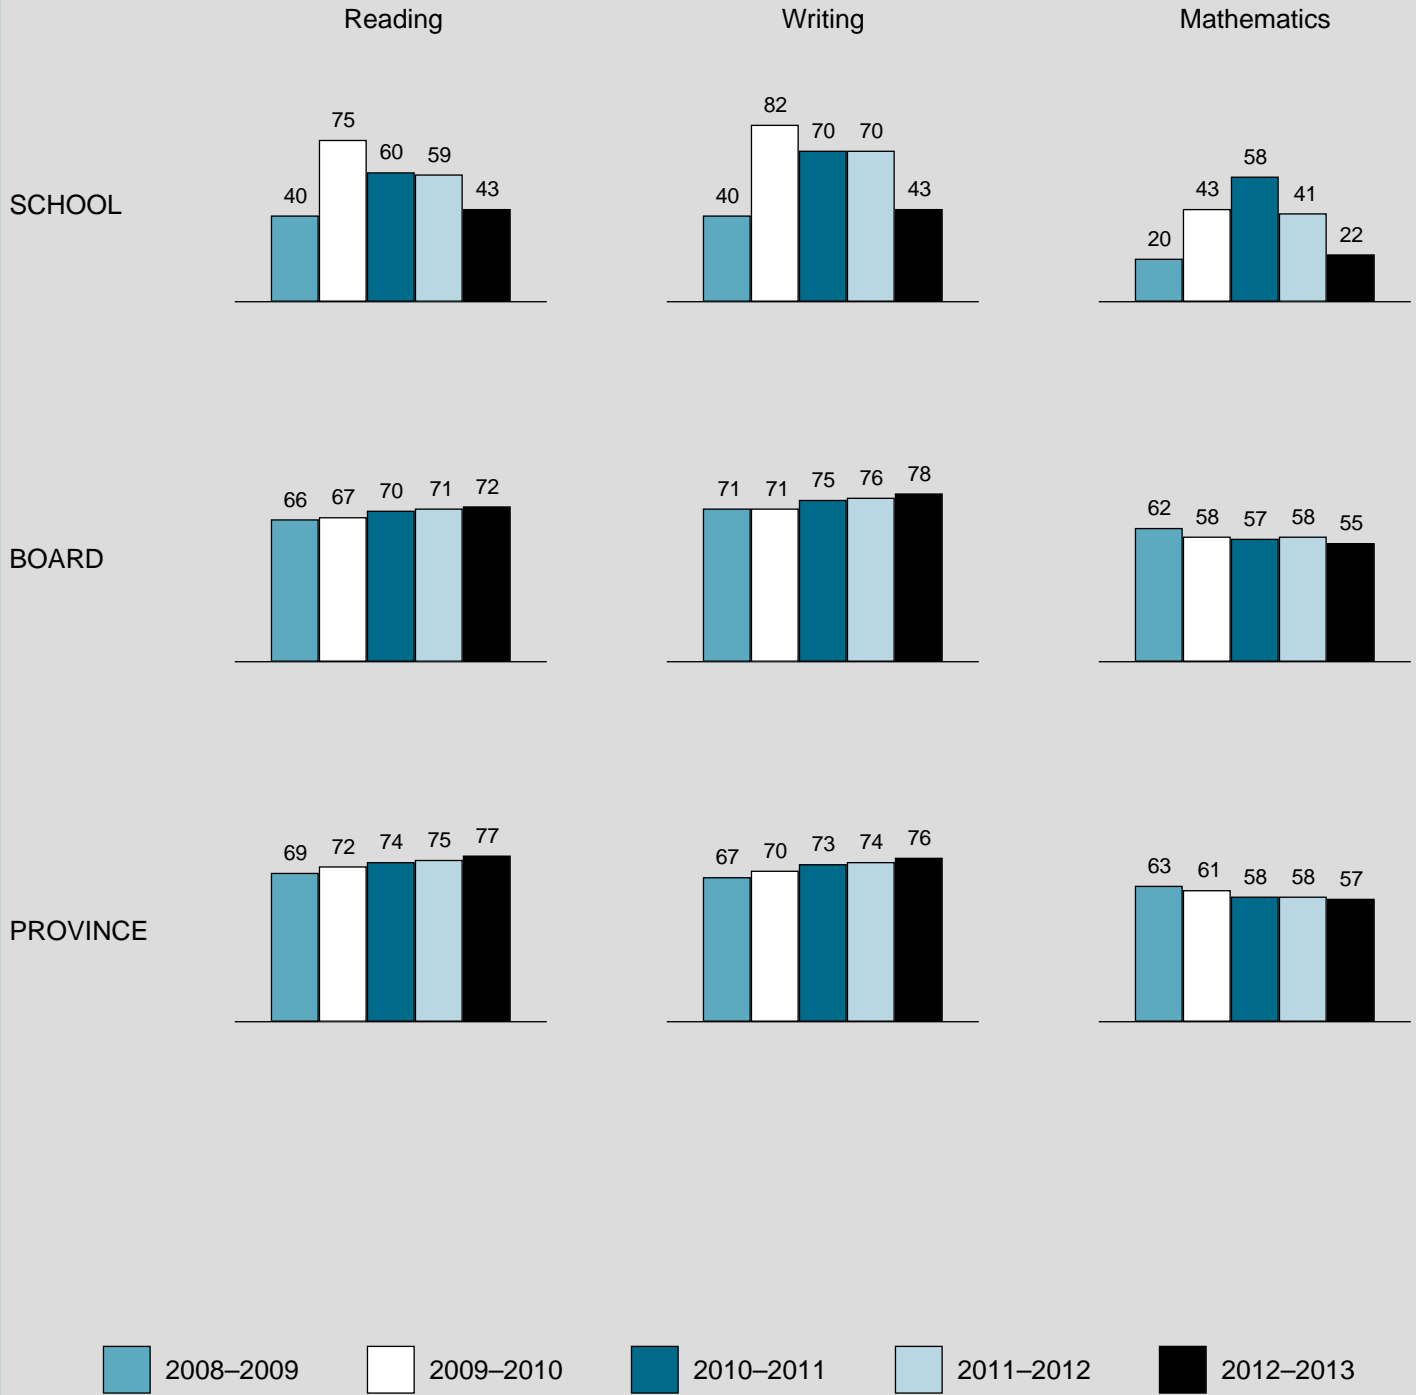 Reading Writing Mathematics
SCHOOL
40 75 60 59 43
40 82 70 70 43
20 43 58 41 22
BOARD
66 67 70 71 72
71 71 75 76 78
62 58 57 58 55
PROVINCE
69 72 74 75 77
67 70 73 74 76
63 61 58 58 57
2008–2009 2009–2010 2010–2011 2011–2012 2012–2013